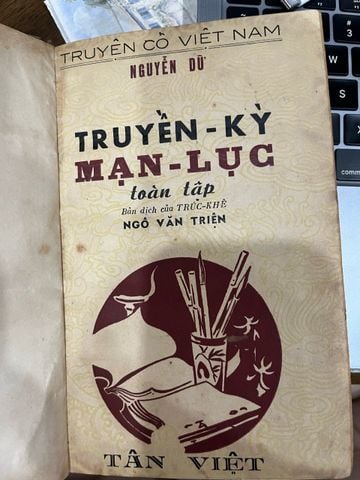 TRUYỆN CỔ VIỆT NAM
NGUYỄN DỮ
TRUYỀN-KỲ
MẠN-LỤC
toàn tập
Bản dịch của TRÚC-KHÊ
NGÔ VĂN TRIỆN
TÂN VIỆT